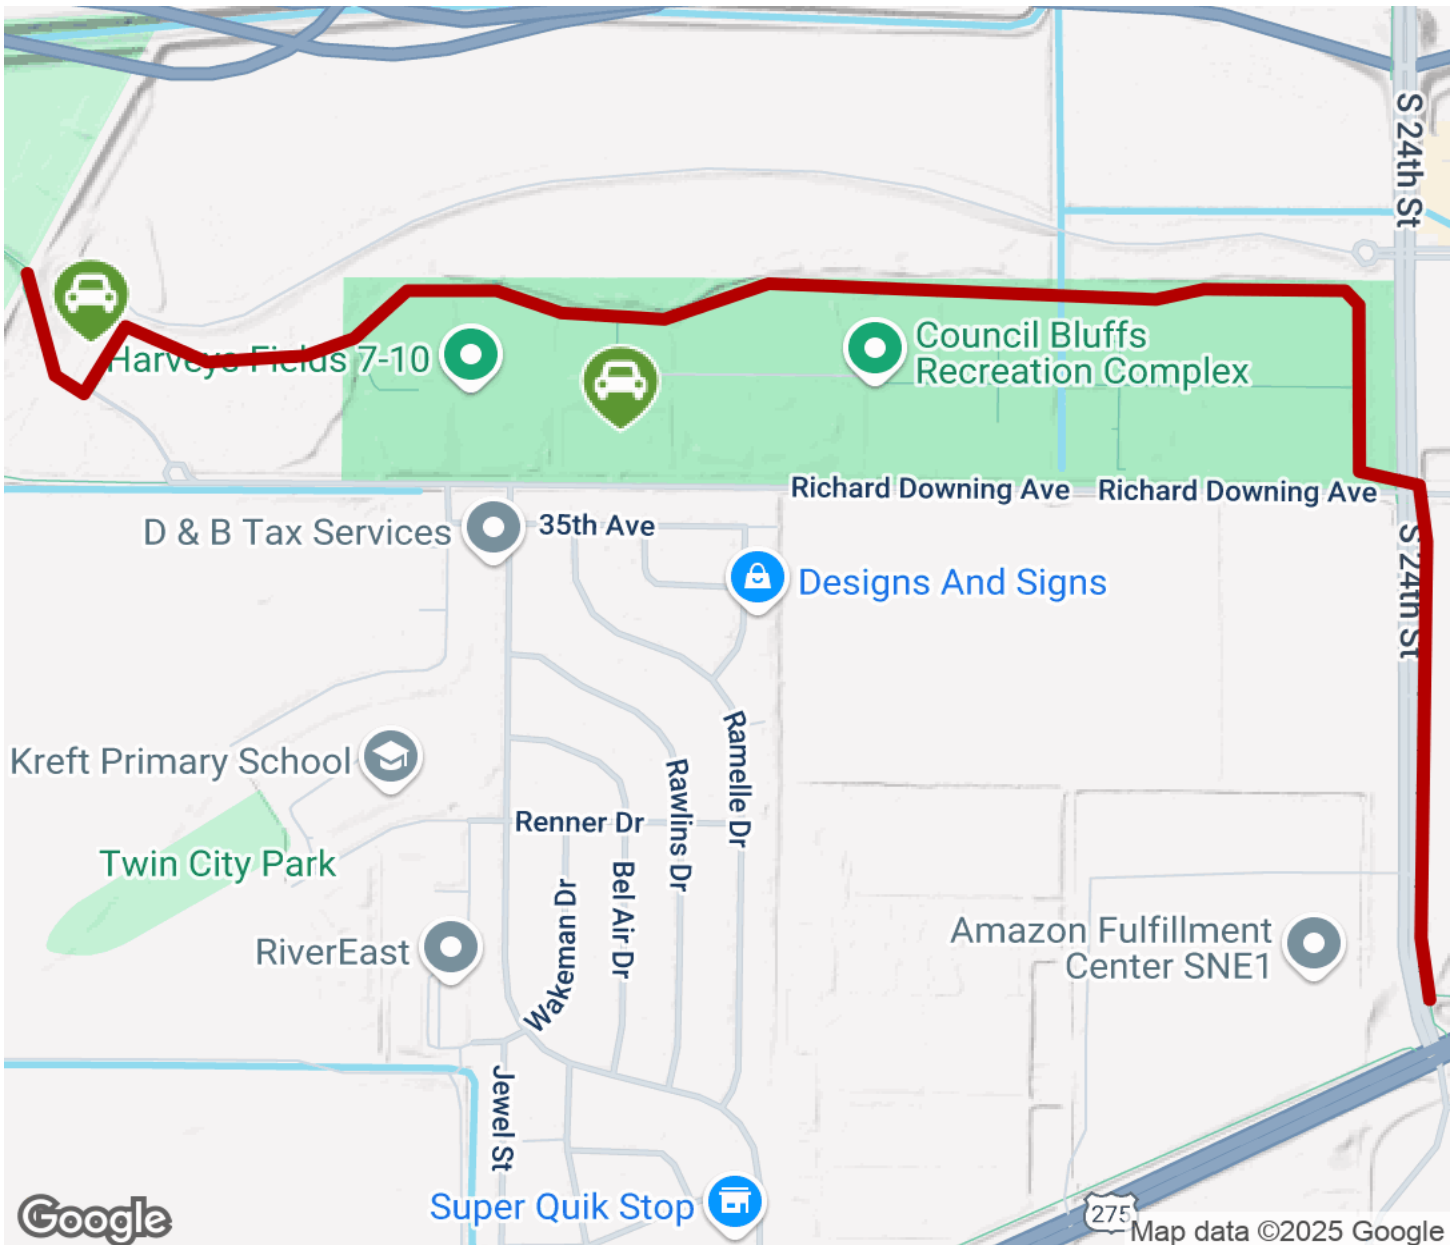 S 24th St
Harveys Fields 7-10
Council Bluffs
Recreation Complex
Richard Downing Ave
Richard Downing Ave
D & B Tax Services
35th Ave
S 24th St
Designs And Signs
Kreft Primary School
Ramelle Dr
Rawlins Dr
Renner Dr
Twin City Park
Bel Air Dr
Wakeman Dr
RiverEast
Amazon Fulfillment
Center SNE1
Jewel St
Super Quik Stop
275
Google
Map data ©2025 Google